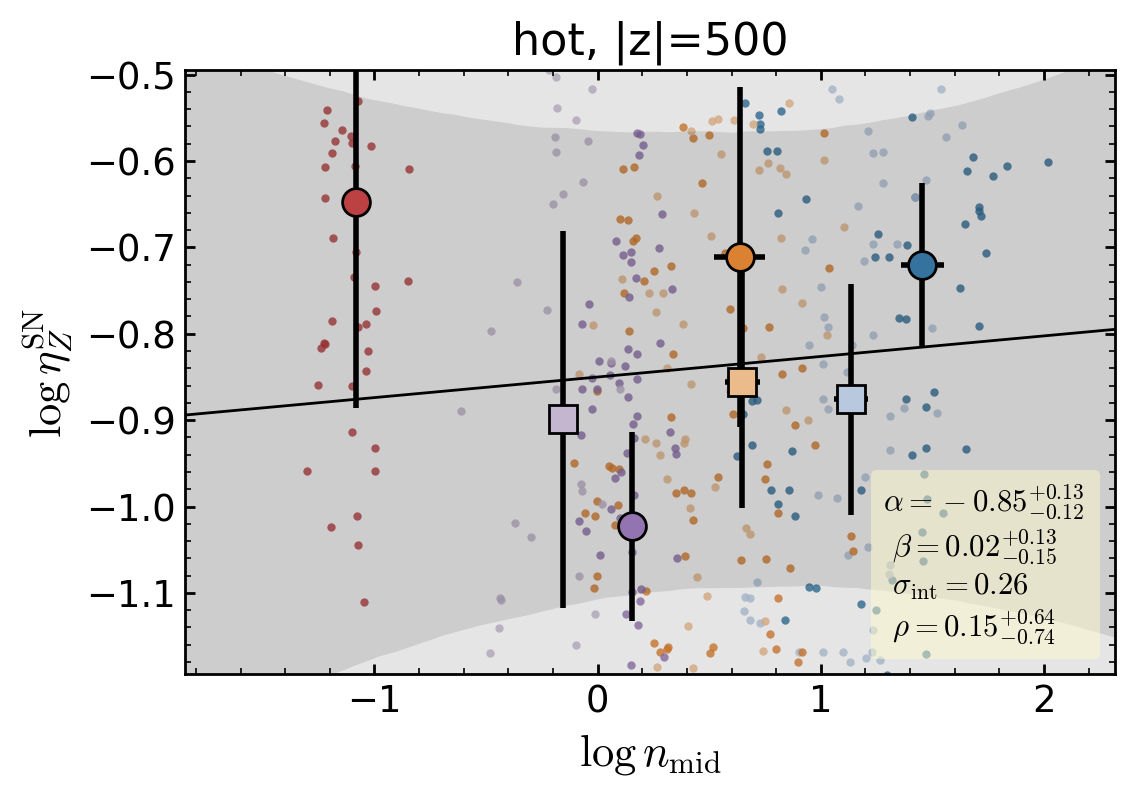 hot, |z|=500
−0.5
−0.6
−0.7
−0.8
−0.9
−1.0
−1.1
log η_Z^SN
α = −0.85^{+0.13}_{−0.12}
β = 0.02^{+0.13}_{−0.15}
σ_int = 0.26
ρ = 0.15^{+0.64}_{−0.74}
−1 0 1 2
log n_mid